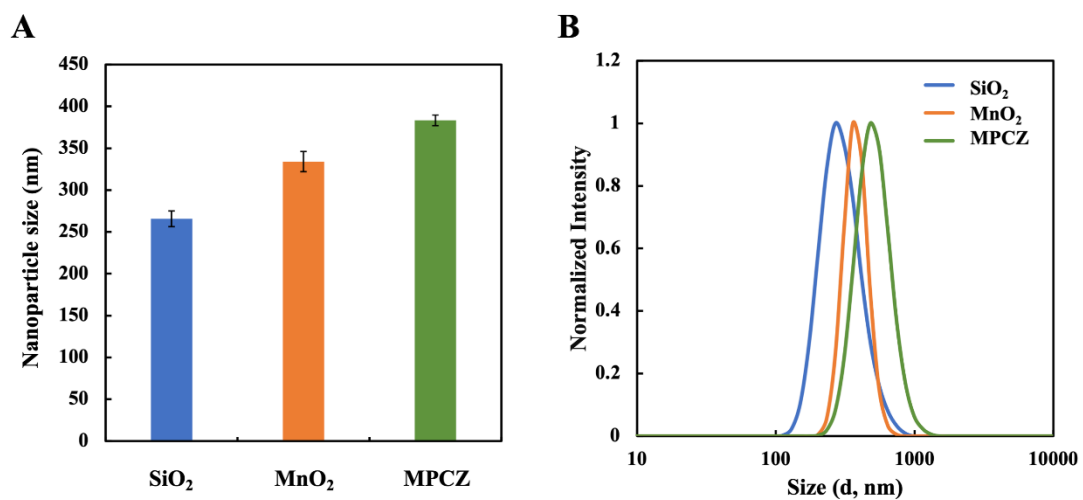 A
Nanoparticle size (nm)
450
400
350
300
250
200
150
100
50
0
SiO₂
MnO₂
MPCZ
B
Normalized Intensity
1.2
1
0.8
0.6
0.4
0.2
0
SiO₂
MnO₂
MPCZ
10
100
1000
10000
Size (d, nm)